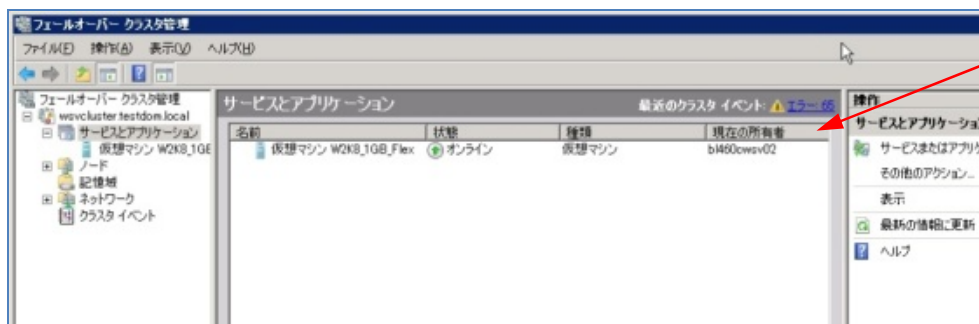 フェールオーバー クラスタ管理
ファイル(F) 操作(A) 表示(V) ヘルプ(H)
フェールオーバー クラスタ管理
wsvcluster.testdom.local
サービスとアプリケーション
仮想マシン W2K8_1GE
ノード
記憶域
ネットワーク
クラスタ イベント
サービスとアプリケーション 最近のクラスタ イベント: エラー: 65
名前 状態 種類 現在の所有者
仮想マシン W2K8_1GB_Flex オンライン 仮想マシン bl460cwsv02
操作
サービスとアプリケーショ
サービスまたはアプリケ
その他のアクション...
表示
最新の情報に更新
ヘルプ